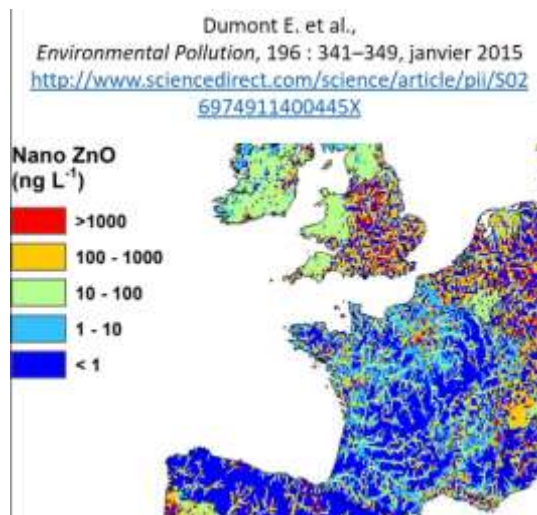 Dumont E. et al.,
Environmental Pollution, 196 : 341–349, janvier 2015
http://www.sciencedirect.com/science/article/pii/S02
6974911400445X
Nano ZnO
(ng L-1)
>1000
100 - 1000
10 - 100
1 - 10
< 1